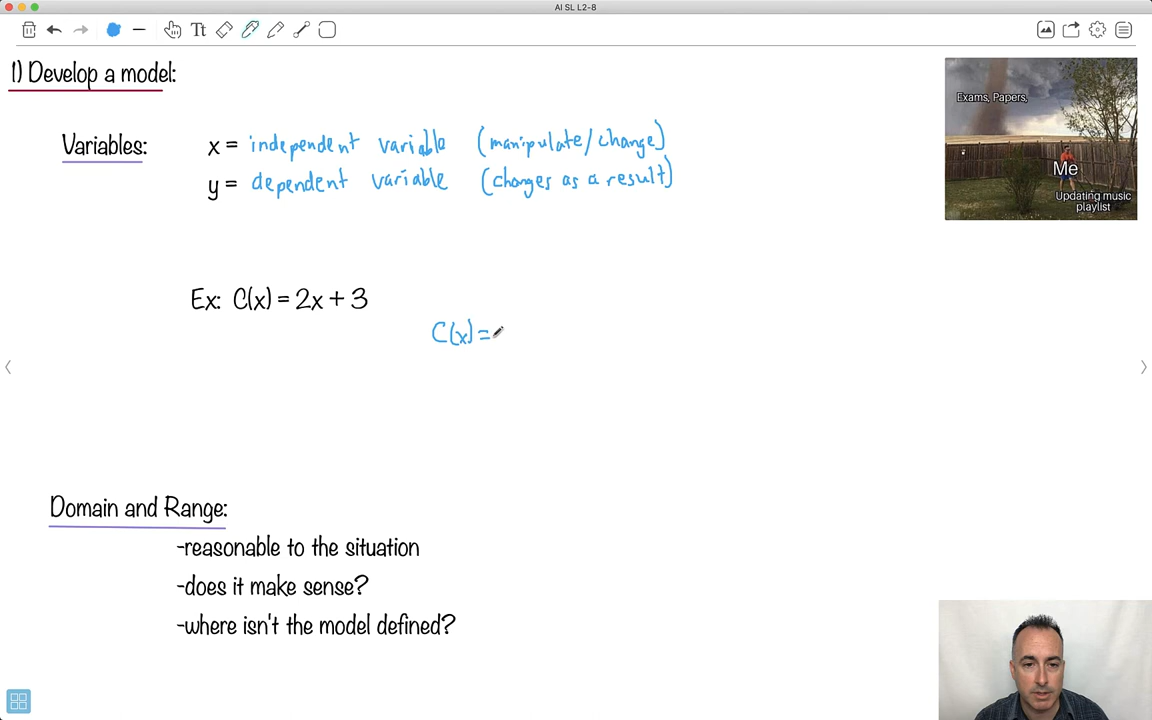 AI SL L2-8
Tt
1) Develop a model:
Exams, Papers,
Me
Updating music
playlist
Variables:
x = independent variable (manipulate/change)
y = dependent variable (changes as a result)
Ex: C(x) = 2x + 3
C(x) =
Domain and Range:
-reasonable to the situation
-does it make sense?
-where isn't the model defined?